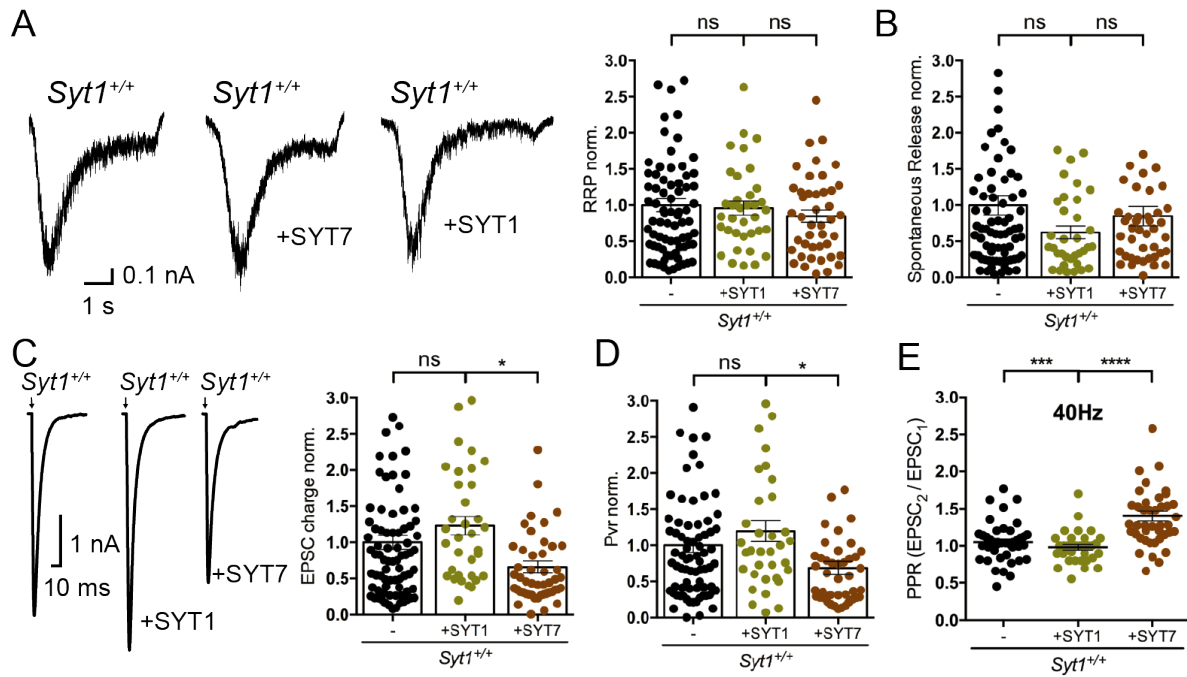 A
Syt1+/+
Syt1+/+
+SYT7
Syt1+/+
+SYT1
0.1 nA
1 s
ns
ns
RRP norm.
3.0
2.5
2.0
1.5
1.0
0.5
0.0
-
+SYT1
+SYT7
Syt1+/+
B
ns
ns
Spontaneous Release norm.
3.0
2.5
2.0
1.5
1.0
0.5
0.0
-
+SYT1
+SYT7
Syt1+/+
C
Syt1+/+
Syt1+/+
Syt1+/+
1 nA
10 ms
+SYT1
+SYT7
ns
*
EPSC charge norm.
3.0
2.5
2.0
1.5
1.0
0.5
0.0
-
+SYT1
+SYT7
Syt1+/+
D
ns
*
Pvr norm.
3.0
2.5
2.0
1.5
1.0
0.5
0.0
-
+SYT1
+SYT7
Syt1+/+
E
***
****
40Hz
PPR (EPSC2 / EPSC1)
3.0
2.5
2.0
1.5
1.0
0.5
0.0
-
+SYT1
+SYT7
Syt1+/+